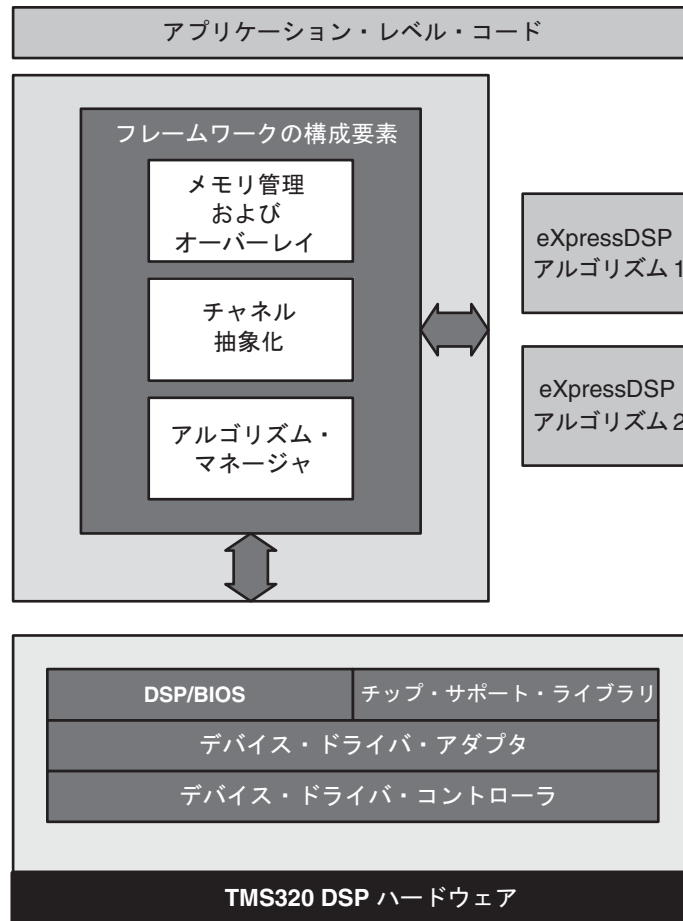 アプリケーション・レベル・コード
フレームワークの構成要素
メモリ管理
および
オーバーレイ
チャネル
抽象化
アルゴリズム・
マネージャ
eXpressDSP
アルゴリズム 1
eXpressDSP
アルゴリズム 2
DSP/BIOS
チップ・サポート・ライブラリ
デバイス・ドライバ・アダプタ
デバイス・ドライバ・コントローラ
TMS320 DSP ハードウェア